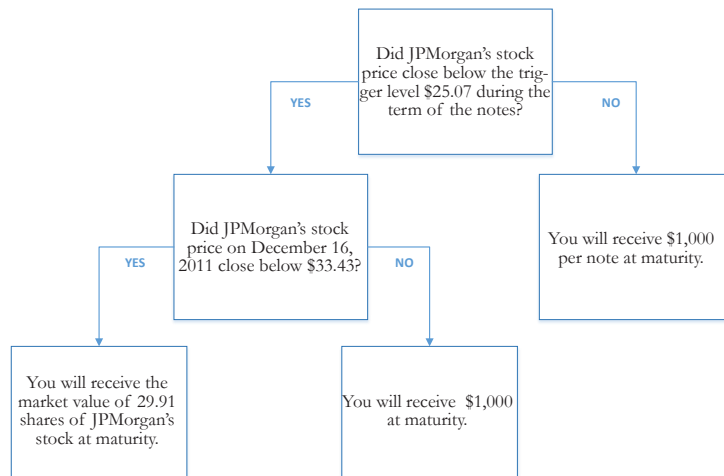 Did JPMorgan’s stock
price close below the trig-
ger level $25.07 during the
term of the notes?
YES
NO
Did JPMorgan’s stock
price on December 16,
2011 close below $33.43?
You will receive $1,000
per note at maturity.
YES
NO
You will receive the
market value of 29.91
shares of JPMorgan’s
stock at maturity.
You will receive  $1,000
at maturity.